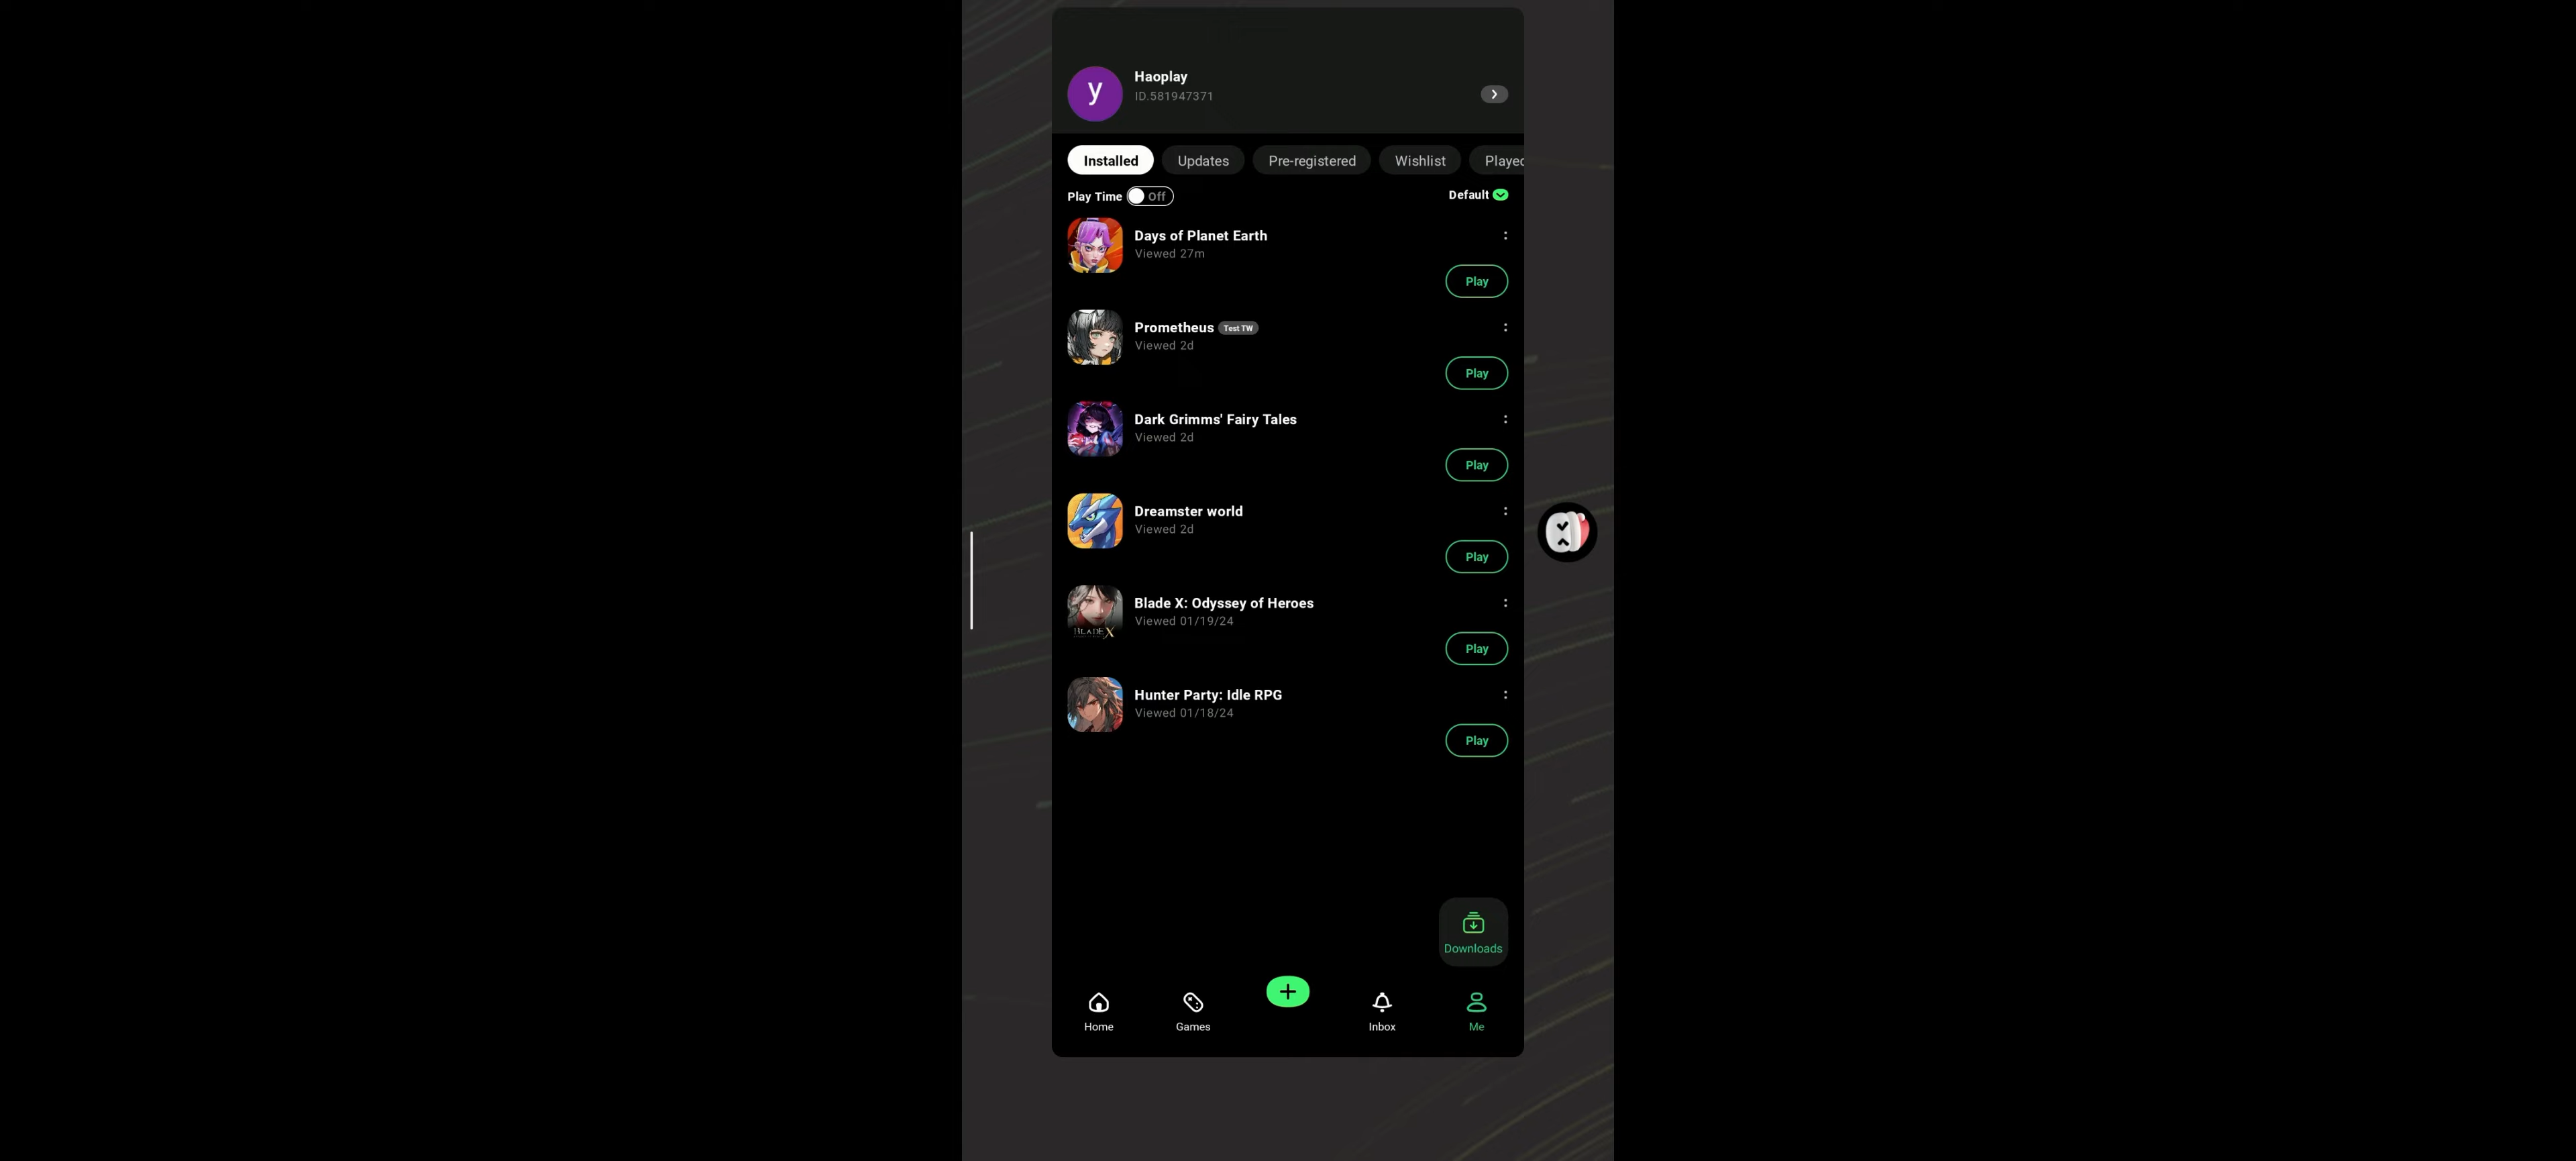 y
Haoplay
ID.581947371
Installed
Updates
Pre-registered
Wishlist
Played
Play Time
Off
Default
Days of Planet Earth
Viewed 27m
Play
Prometheus
Test TW
Viewed 2d
Play
Dark Grimms' Fairy Tales
Viewed 2d
Play
Dreamster world
Viewed 2d
Play
BLADE X
Blade X: Odyssey of Heroes
Viewed 01/19/24
Play
Hunter Party: Idle RPG
Viewed 01/18/24
Play
Downloads
Home
Games
Inbox
Me